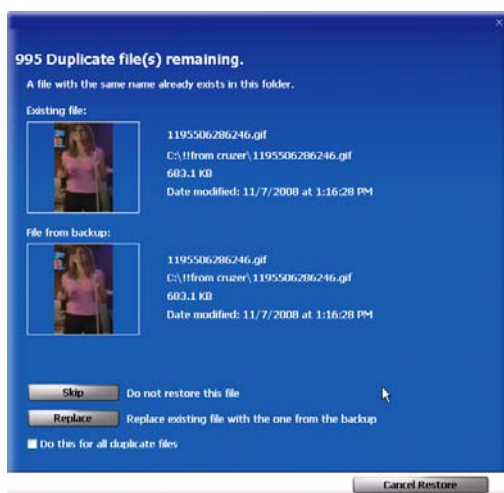 995 Duplicate file(s) remaining.
A file with the same name already exists in this folder.
Existing file:
1195506286246.gif
C:\!!from cruzer\1195506286246.gif
603.1 KB
Date modified: 11/7/2008 at 1:16:28 PM
File from backup:
1195506286246.gif
C:\!!from cruzer\1195506286246.gif
603.1 KB
Date modified: 11/7/2008 at 1:16:28 PM
Skip Do not restore this file
Replace Replace existing file with the one from the backup
Do this for all duplicate files
Cancel Restore